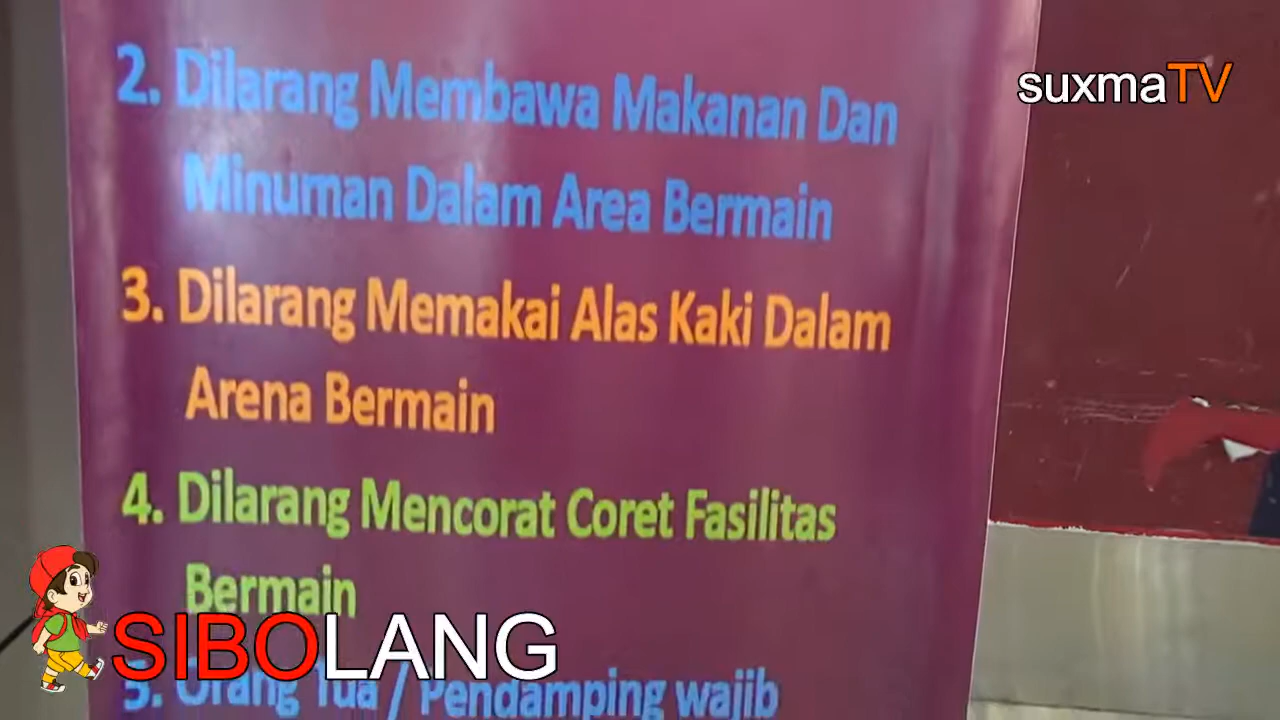 suxmaTV
2. Dilarang Membawa Makanan Dan
Minuman Dalam Area Bermain
3. Dilarang Memakai Alas Kaki Dalam
Arena Bermain
4. Dilarang Mencorat Coret Fasilitas
Bermain
SIBOLANG
5. Orang Tua / Pendamping wajib